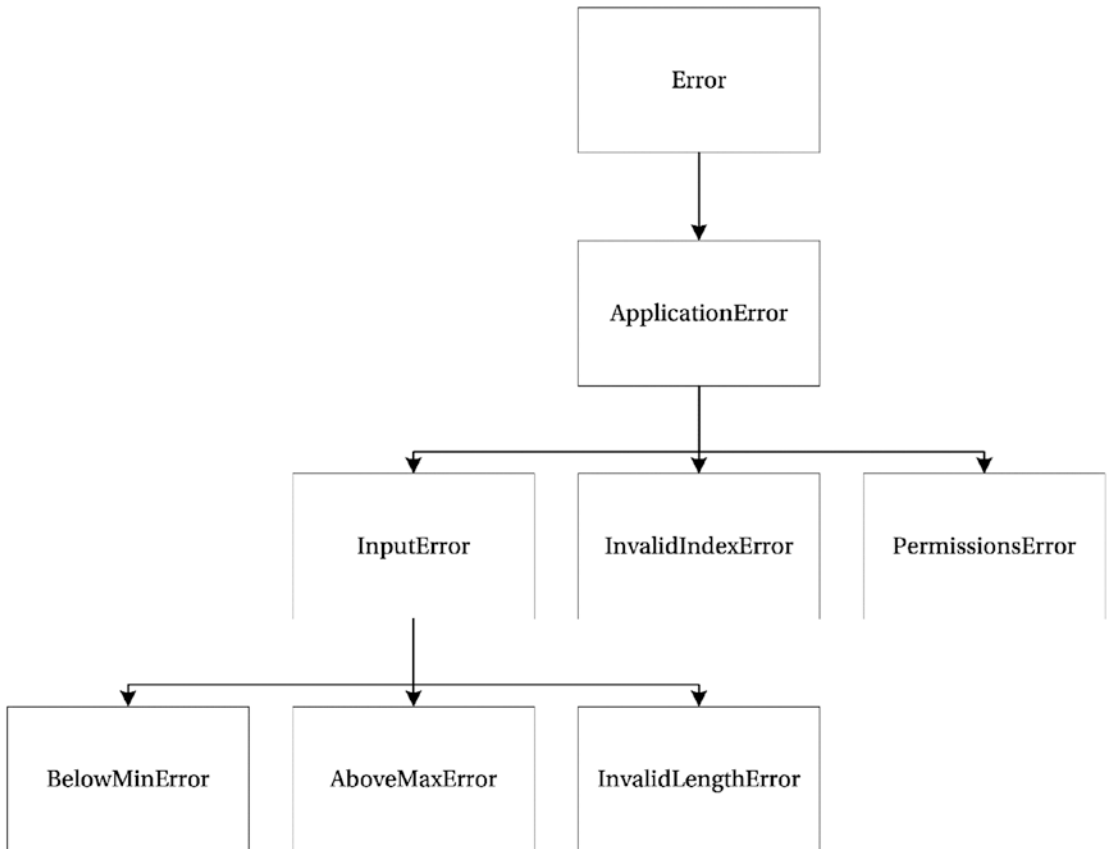 Error
ApplicationError
InputError
InvalidIndexError
PermissionsError
BelowMinError
AboveMaxError
InvalidLengthError